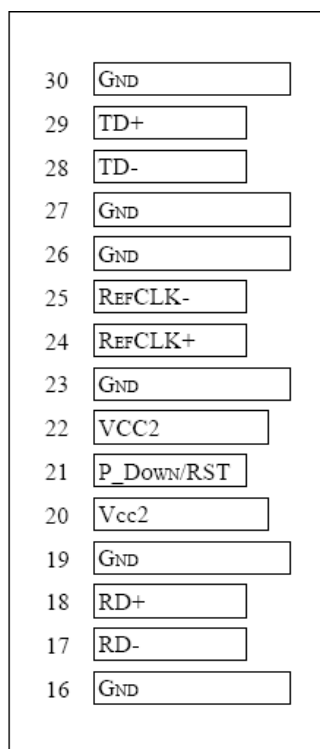 30 GND
29 TD+
28 TD-
27 GND
26 GND
25 REFCLK-
24 REFCLK+
23 GND
22 VCC2
21 P_DOWN/RST
20 Vcc2
19 GND
18 RD+
17 RD-
16 GND